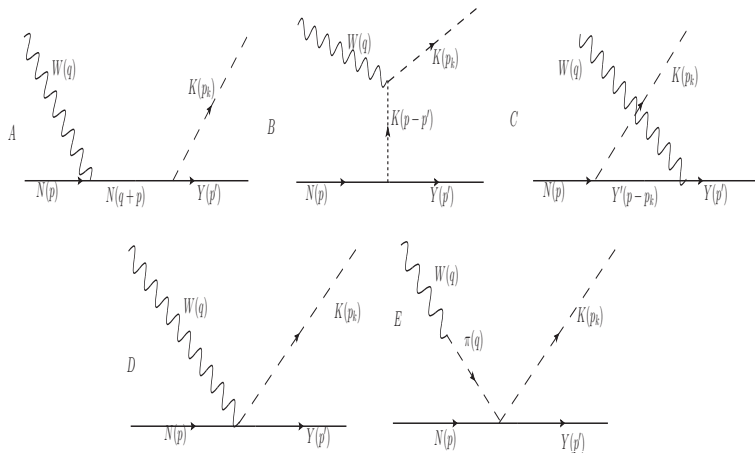 A
W(q)
K(p_k)
N(p)
N(q+p)
Y(p′)
B
W(q)
K(p_k)
K(p−p′)
N(p)
Y(p′)
C
W(q)
K(p_k)
N(p)
Y′(p−p_k)
Y(p′)
D
W(q)
K(p_k)
N(p)
Y(p′)
E
W(q)
π(q)
K(p_k)
N(p)
Y(p′)